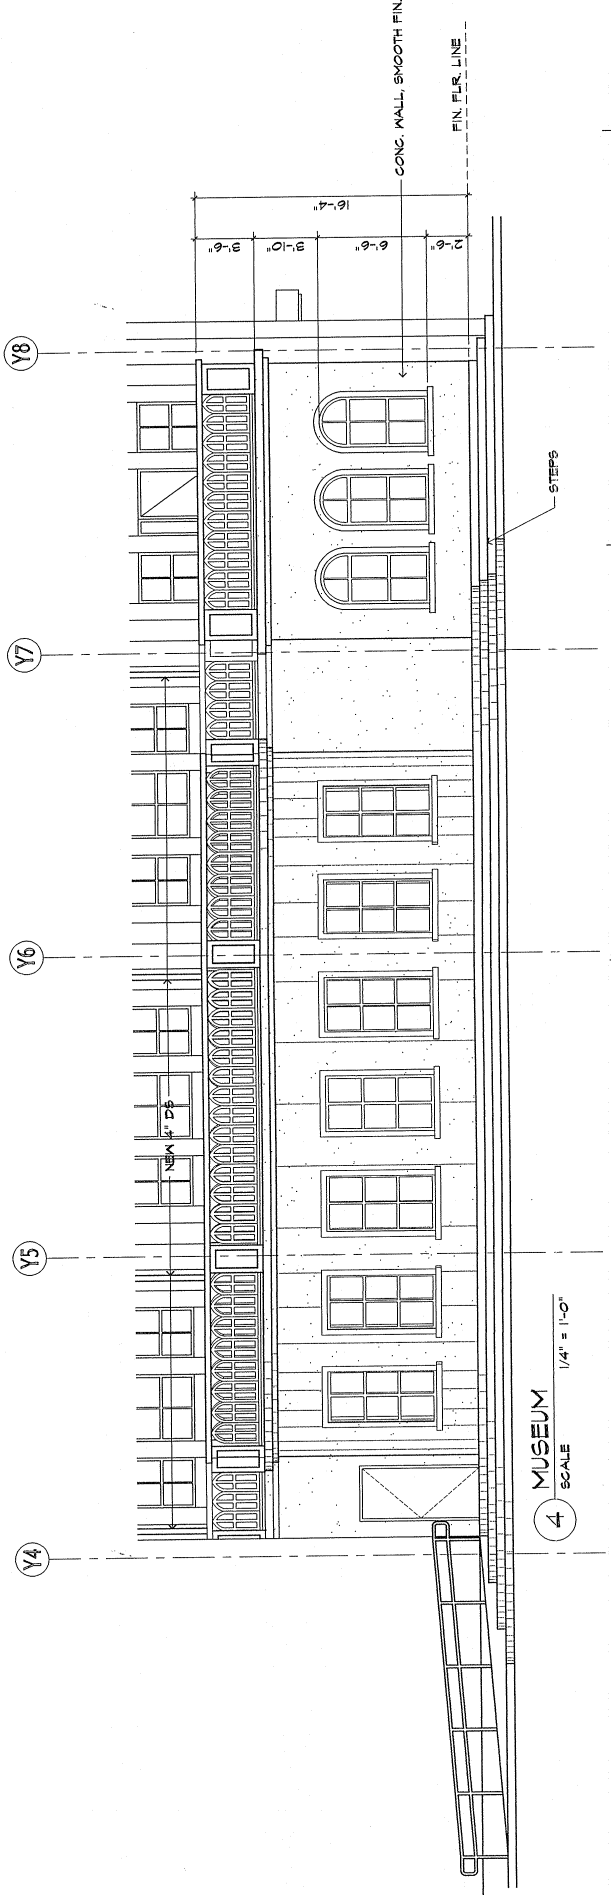 Y4
Y5
Y6
Y7
Y8
NEW 4" DS
3'-6"
3'-10"
6'-6"
2'-6"
16'-4"
CONC. WALL, SMOOTH FIN.
FIN. FLR. LINE
STEPS
4
MUSEUM
SCALE 1/4" = 1'-0"